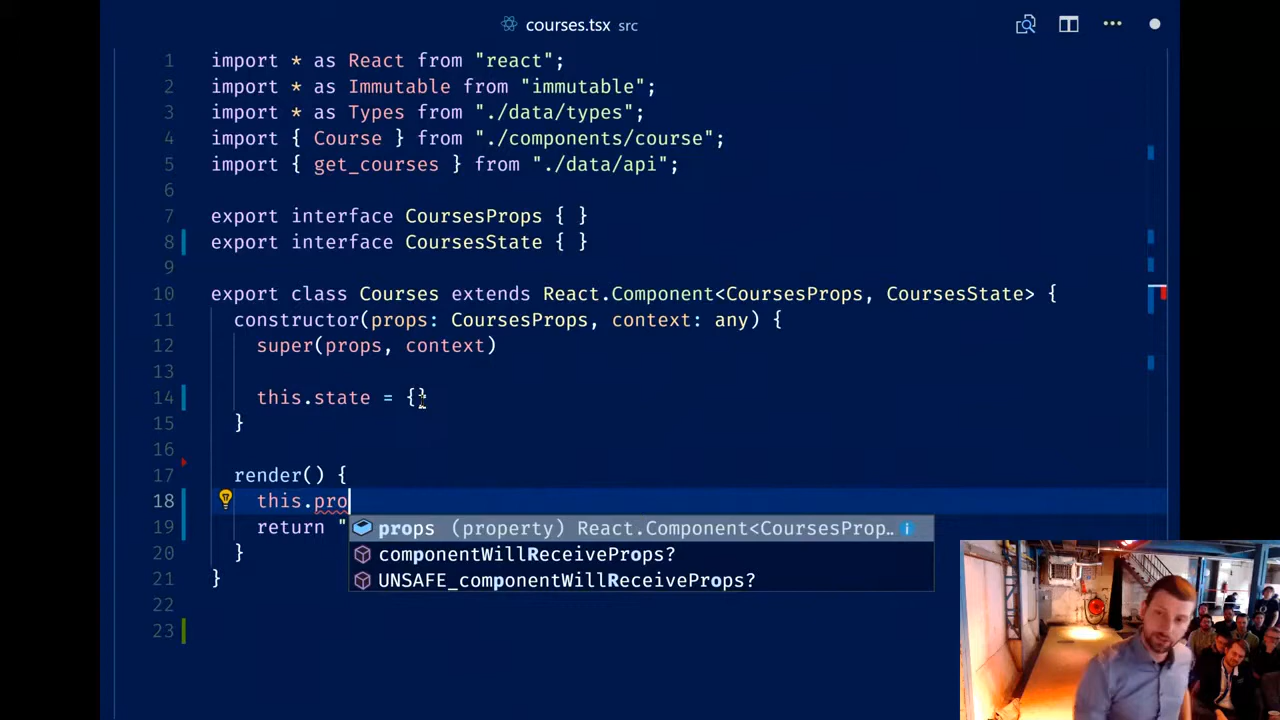 courses.tsx src
1 import * as React from "react";
2 import * as Immutable from "immutable";
3 import * as Types from "./data/types";
4 import { Course } from "./components/course";
5 import { get_courses } from "./data/api";
6
7 export interface CoursesProps { }
8 export interface CoursesState { }
9
10 export class Courses extends React.Component<CoursesProps, CoursesState> {
11 constructor(props: CoursesProps, context: any) {
12 super(props, context)
13
14 this.state = {}
15 }
16
17 render() {
18 this.pro
props (property) React.Component<CoursesProp…
19 return "
componentWillReceiveProps?
20 }
UNSAFE_componentWillReceiveProps?
21 }
22
23